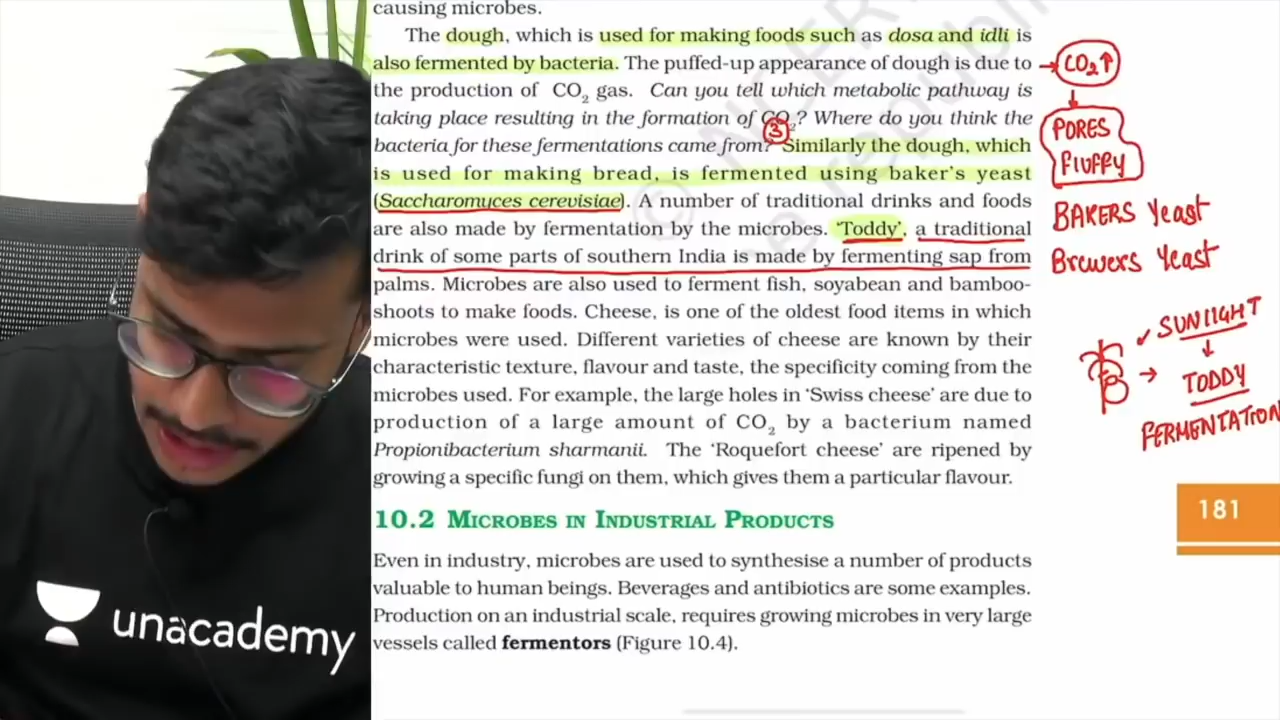 causing microbes.
The dough, which is used for making foods such as dosa and idli is
also fermented by bacteria. The puffed-up appearance of dough is due to
the production of CO₂ gas. Can you tell which metabolic pathway is
taking place resulting in the formation of CO₂? Where do you think the
bacteria for these fermentations came from? Similarly the dough, which
is used for making bread, is fermented using baker's yeast
(Saccharomyces cerevisiae). A number of traditional drinks and foods
are also made by fermentation by the microbes. 'Toddy', a traditional
drink of some parts of southern India is made by fermenting sap from
palms. Microbes are also used to ferment fish, soyabean and bamboo-
shoots to make foods. Cheese, is one of the oldest food items in which
microbes were used. Different varieties of cheese are known by their
characteristic texture, flavour and taste, the specificity coming from the
microbes used. For example, the large holes in 'Swiss cheese' are due to
production of a large amount of CO₂ by a bacterium named
Propionibacterium sharmanii. The 'Roquefort cheese' are ripened by
growing a specific fungi on them, which gives them a particular flavour.
10.2 MICROBES IN INDUSTRIAL PRODUCTS
Even in industry, microbes are used to synthesise a number of products
valuable to human beings. Beverages and antibiotics are some examples.
Production on an industrial scale, requires growing microbes in very large
vessels called fermentors (Figure 10.4).
3
→ CO₂↑
PORES
fluffy
BAKERS Yeast
Brewers Yeast
SUNlIGHT
TODDY
FERMENTATION
181
unacademy
© NCERT
republi